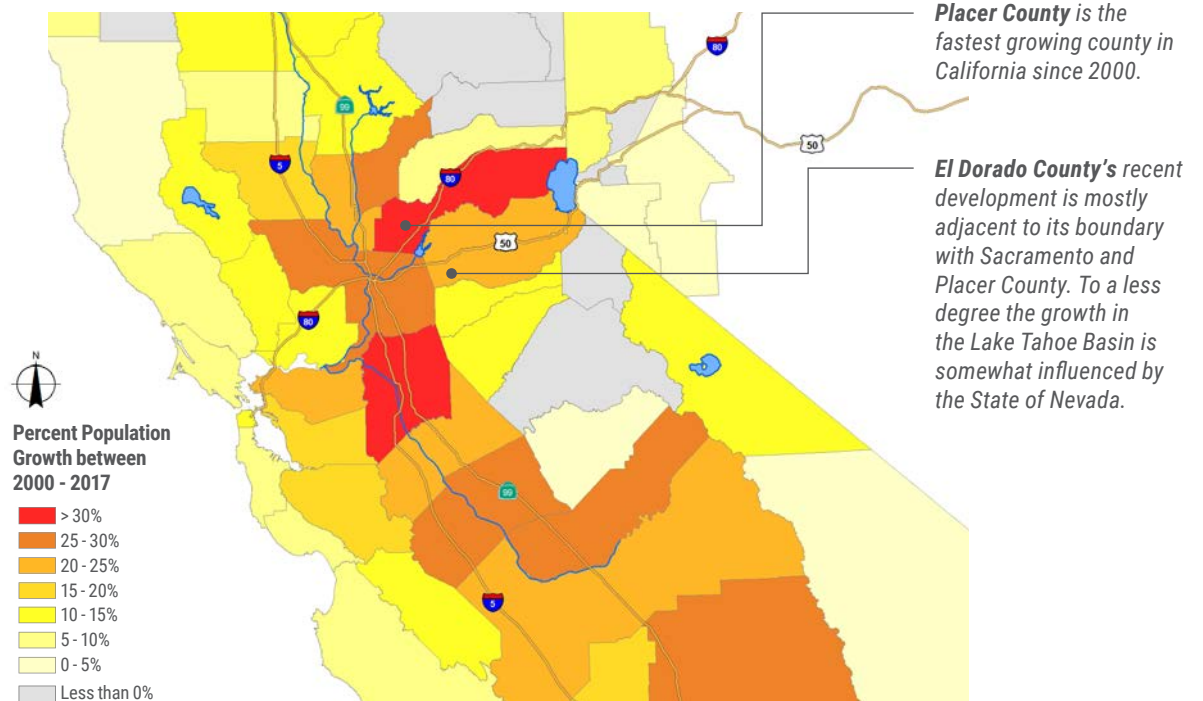 Placer County is the
fastest growing county in
California since 2000.
El Dorado County's recent
development is mostly
adjacent to its boundary
with Sacramento and
Placer County. To a less
degree the growth in
the Lake Tahoe Basin is
somewhat influenced by
the State of Nevada.
80
99
5
80
50
50
80
99
5
N
Percent Population
Growth between
2000 - 2017
> 30%
25 - 30%
20 - 25%
15 - 20%
10 - 15%
5 - 10%
0 - 5%
Less than 0%